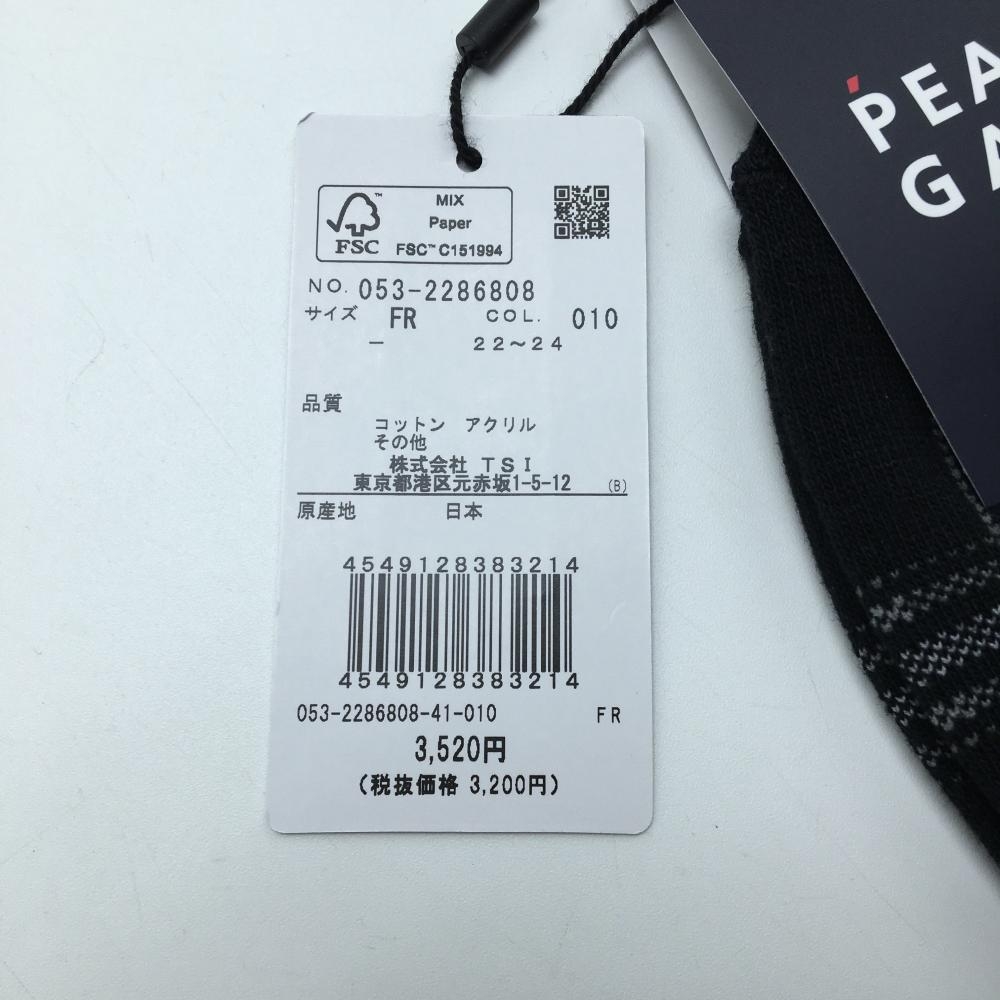 PEA
GA
MIX
Paper
FSC™ C151994
FSC
NO. 053-2286808
サイズ FR COL. 010
− 22～24
品質
コットン アクリル
その他
株式会社 TSI
東京都港区元赤坂1-5-12 (B)
原産地 日本
4549128383214
4549128383214
053-2286808-41-010 FR
3,520円
(税抜価格 3,200円)